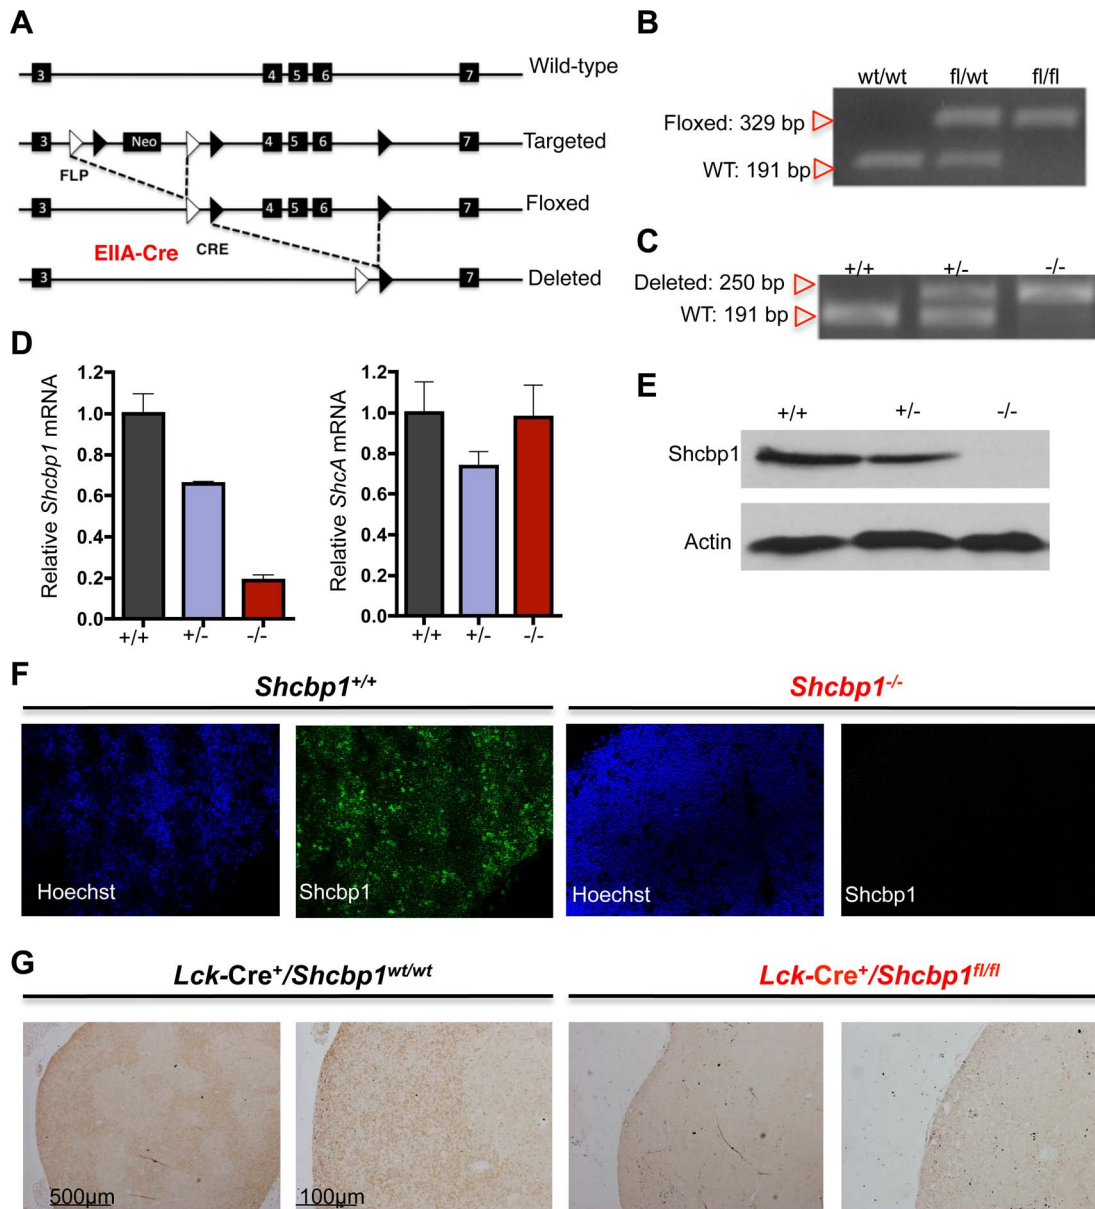 A
3 4 5 6 7 Wild-type
3 Neo 4 5 6 7 Targeted
FLP
3 4 5 6 7 Floxed
EIIA-Cre CRE
3 7 Deleted
B
wt/wt fl/wt fl/fl
Floxed: 329 bp
WT: 191 bp
C
+/+ +/- -/-
Deleted: 250 bp
WT: 191 bp
D
Relative Shcbp1 mRNA
1.2
1.0
0.8
0.6
0.4
0.2
0.0
+/+ +/- -/-
Relative ShcA mRNA
1.2
1.0
0.8
0.6
0.4
0.2
0.0
+/+ +/- -/-
E
+/+ +/- -/-
Shcbp1
Actin
F
Shcbp1+/+ Shcbp1-/-
Hoechst Shcbp1 Hoechst Shcbp1
G
Lck-Cre+/Shcbp1wt/wt Lck-Cre+/Shcbp1fl/fl
500µm 100µm